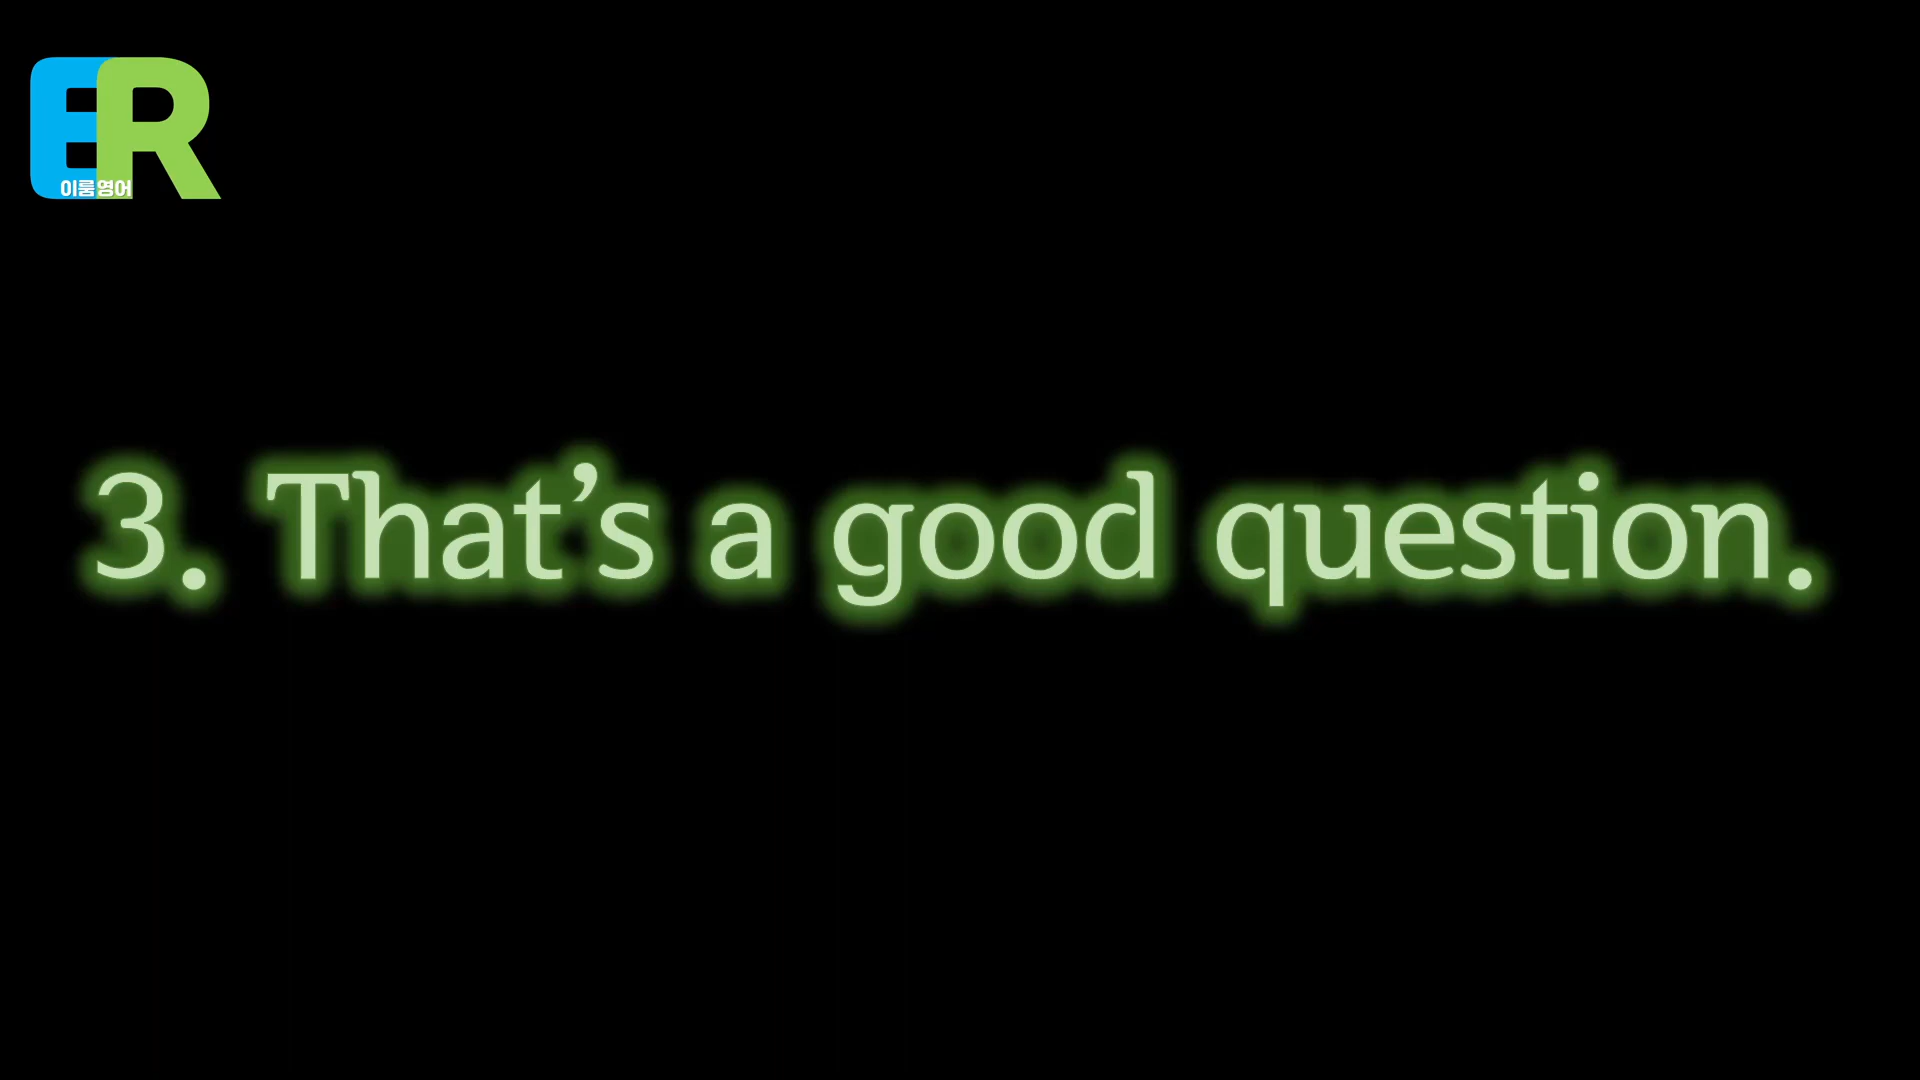 ER
이룸영어
3. That’s a good question.